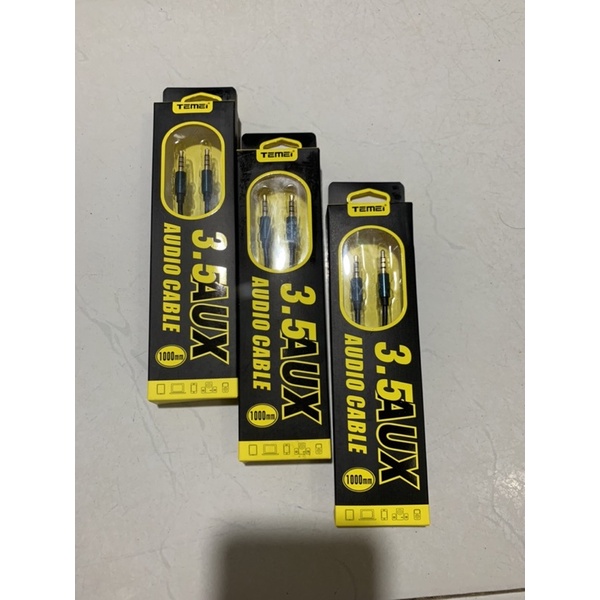 TEMEI
3.5AUX
AUDIO CABLE
1000mm
TEMEI
3.5AUX
AUDIO CABLE
1000mm
TEMEI
3.5AUX
AUDIO CABLE
1000mm